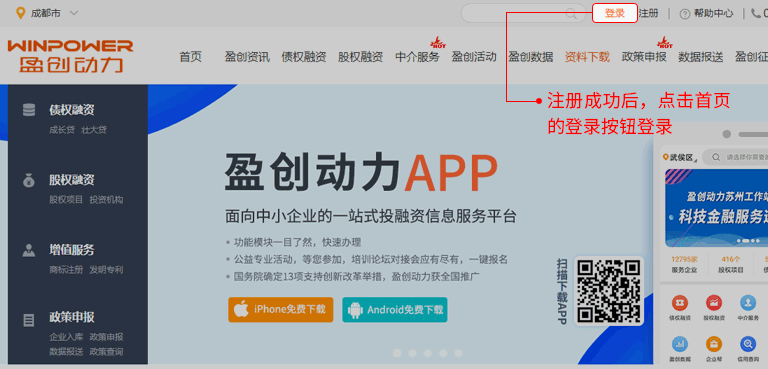 成都市
登录
注册
帮助中心
WINPOWER
盈创动力
首页
盈创资讯
债权融资
股权融资
中介服务
HOT
盈创活动
盈创数据
资料下载
政策申报
HOT
数据报送
盈创征
注册成功后，点击首页
的登录按钮登录
债权融资
成长贷 壮大贷
股权融资
股权项目 投资机构
增值服务
商标注册 发明专利
政策申报
企业入库 政策申报
数据报送 政策查询
盈创动力APP
面向中小企业的一站式投融资信息服务平台
功能模块一目了然，快速办理
公益专业活动，等您参加，培训论坛对接会应有尽有，一键报名
国务院确定13项支持创新改革举措，盈创动力获全国推广
iPhone免费下载
Android免费下载
扫描下载APP
武侯区
请选择你需要
盈创动力苏州工作站
科技金融服务
12795家
416个
服务企业
股权项目
债权融资
股权融资
中介服务
盈创数据
企业帮
信用查询